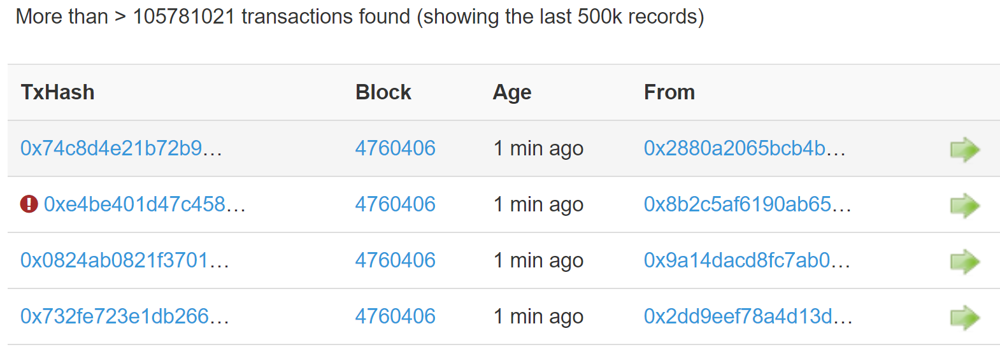 More than > 105781021 transactions found (showing the last 500k records)
TxHash Block Age From
0x74c8d4e21b72b9... 4760406 1 min ago 0x2880a2065bcb4b...
0xe4be401d47c458... 4760406 1 min ago 0x8b2c5af6190ab65...
0x0824ab0821f3701... 4760406 1 min ago 0x9a14dacd8fc7ab0...
0x732fe723e1db266... 4760406 1 min ago 0x2dd9eef78a4d13d...